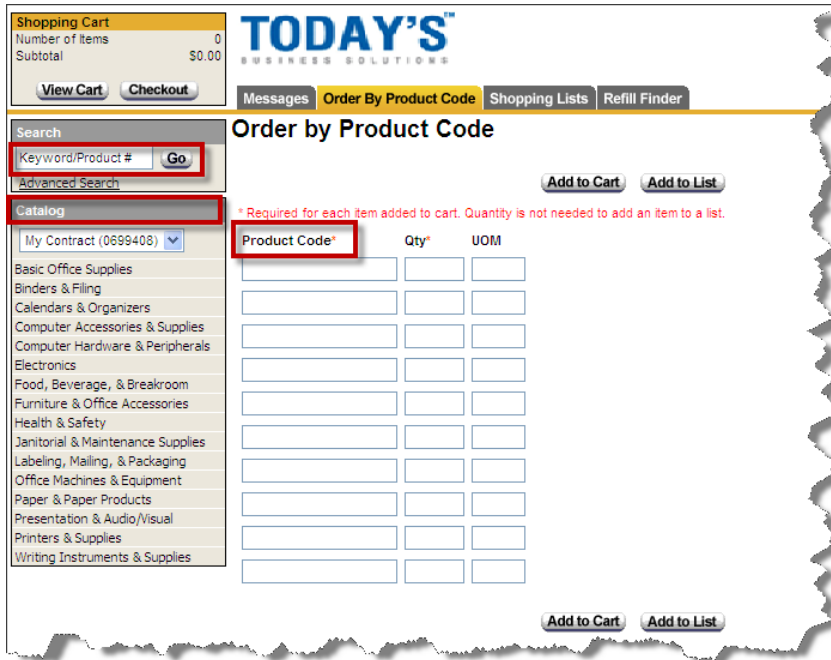 Shopping Cart
Number of Items 0
Subtotal $0.00
View Cart Checkout
TODAY'S™
BUSINESS SOLUTIONS
Messages Order By Product Code Shopping Lists Refill Finder
Search
Keyword/Product # Go
Advanced Search
Catalog
My Contract (0699408)
Basic Office Supplies
Binders & Filing
Calendars & Organizers
Computer Accessories & Supplies
Computer Hardware & Peripherals
Electronics
Food, Beverage, & Breakroom
Furniture & Office Accessories
Health & Safety
Janitorial & Maintenance Supplies
Labeling, Mailing, & Packaging
Office Machines & Equipment
Paper & Paper Products
Presentation & Audio/Visual
Printers & Supplies
Writing Instruments & Supplies
Order by Product Code
Add to Cart Add to List
* Required for each item added to cart. Quantity is not needed to add an item to a list.
Product Code* Qty* UOM
Add to Cart Add to List